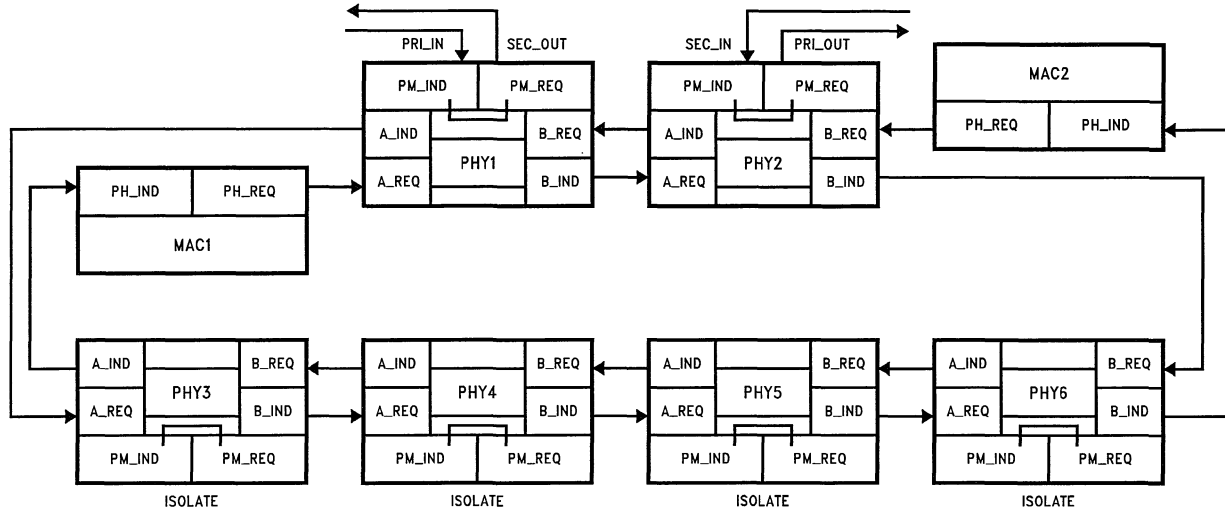 PRI_IN SEC_OUT SEC_IN PRI_OUT
PM_IND PM_REQ PM_IND PM_REQ MAC2
A_IND B_REQ A_IND B_REQ PH_REQ PH_IND
PHY1 PHY2
A_REQ B_IND A_REQ B_IND
PH_IND PH_REQ
MAC1
A_IND B_REQ A_IND B_REQ A_IND B_REQ A_IND B_REQ
PHY3 PHY4 PHY5 PHY6
A_REQ B_IND A_REQ B_IND A_REQ B_IND A_REQ B_IND
PM_IND PM_REQ PM_IND PM_REQ PM_IND PM_REQ PM_IND PM_REQ
ISOLATE ISOLATE ISOLATE ISOLATE